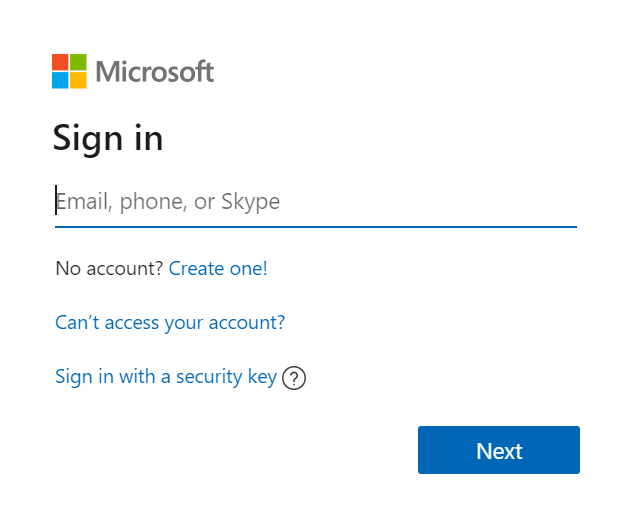 Microsoft
Sign in
Email, phone, or Skype
No account? Create one!
Can’t access your account?
Sign in with a security key ?
Next